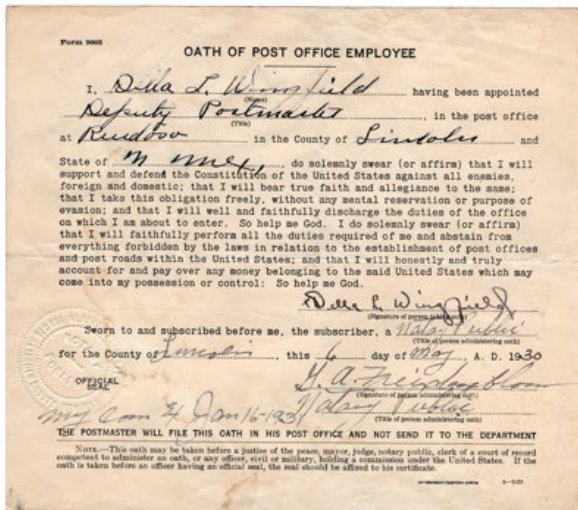 Form 9005
OATH OF POST OFFICE EMPLOYEE
I, Della L. Wingfield having been appointed
(Name)
Deputy Postmaster, in the post office
(Title)
at Ruidoso in the County of Lincoln and
State of N Mex, do solemnly swear (or affirm) that I will
support and defend the Constitution of the United States against all enemies,
foreign and domestic; that I will bear true faith and allegiance to the same;
that I take this obligation freely, without any mental reservation or purpose of
evasion; and that I will well and faithfully discharge the duties of the office
on which I am about to enter. So help me God. I do solemnly swear (or affirm)
that I will faithfully perform all the duties required of me and abstain from
everything forbidden by the laws in relation to the establishment of post offices
and post roads within the United States; and that I will honestly and truly
account for and pay over any money belonging to the said United States which may
come into my possession or control: So help me God.
Della L Wingfield
(Signature of person taking oath)
Sworn to and subscribed before me, the subscriber, a Notary Public
(Title of person administering oath)
for the County of Lincoln, this 6 day of May, A. D. 1930
OFFICIAL
SEAL
G. A.
(Signature of person administering oath)
My Com Jan 16-193 Notary Public
(Title of person administering oath)
THE POSTMASTER WILL FILE THIS OATH IN HIS POST OFFICE AND NOT SEND IT TO THE DEPARTMENT
NOTE.—This oath may be taken before a justice of the peace, mayor, judge, notary public, clerk of a court of record
competent to administer an oath, or any officer, civil or military, holding a commission under the United States. If the
oath is taken before an officer having an official seal, the seal should be affixed to his certificate.